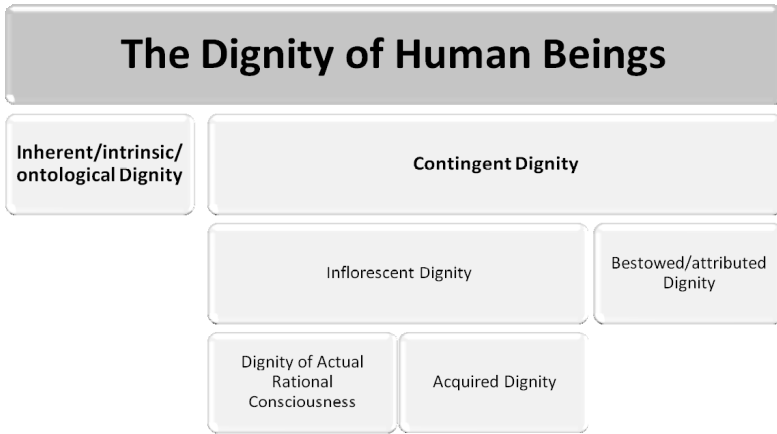 The Dignity of Human Beings
Inherent/intrinsic/
ontological Dignity
Contingent Dignity
Inflorescent Dignity
Bestowed/attributed
Dignity
Dignity of Actual
Rational
Consciousness
Acquired Dignity